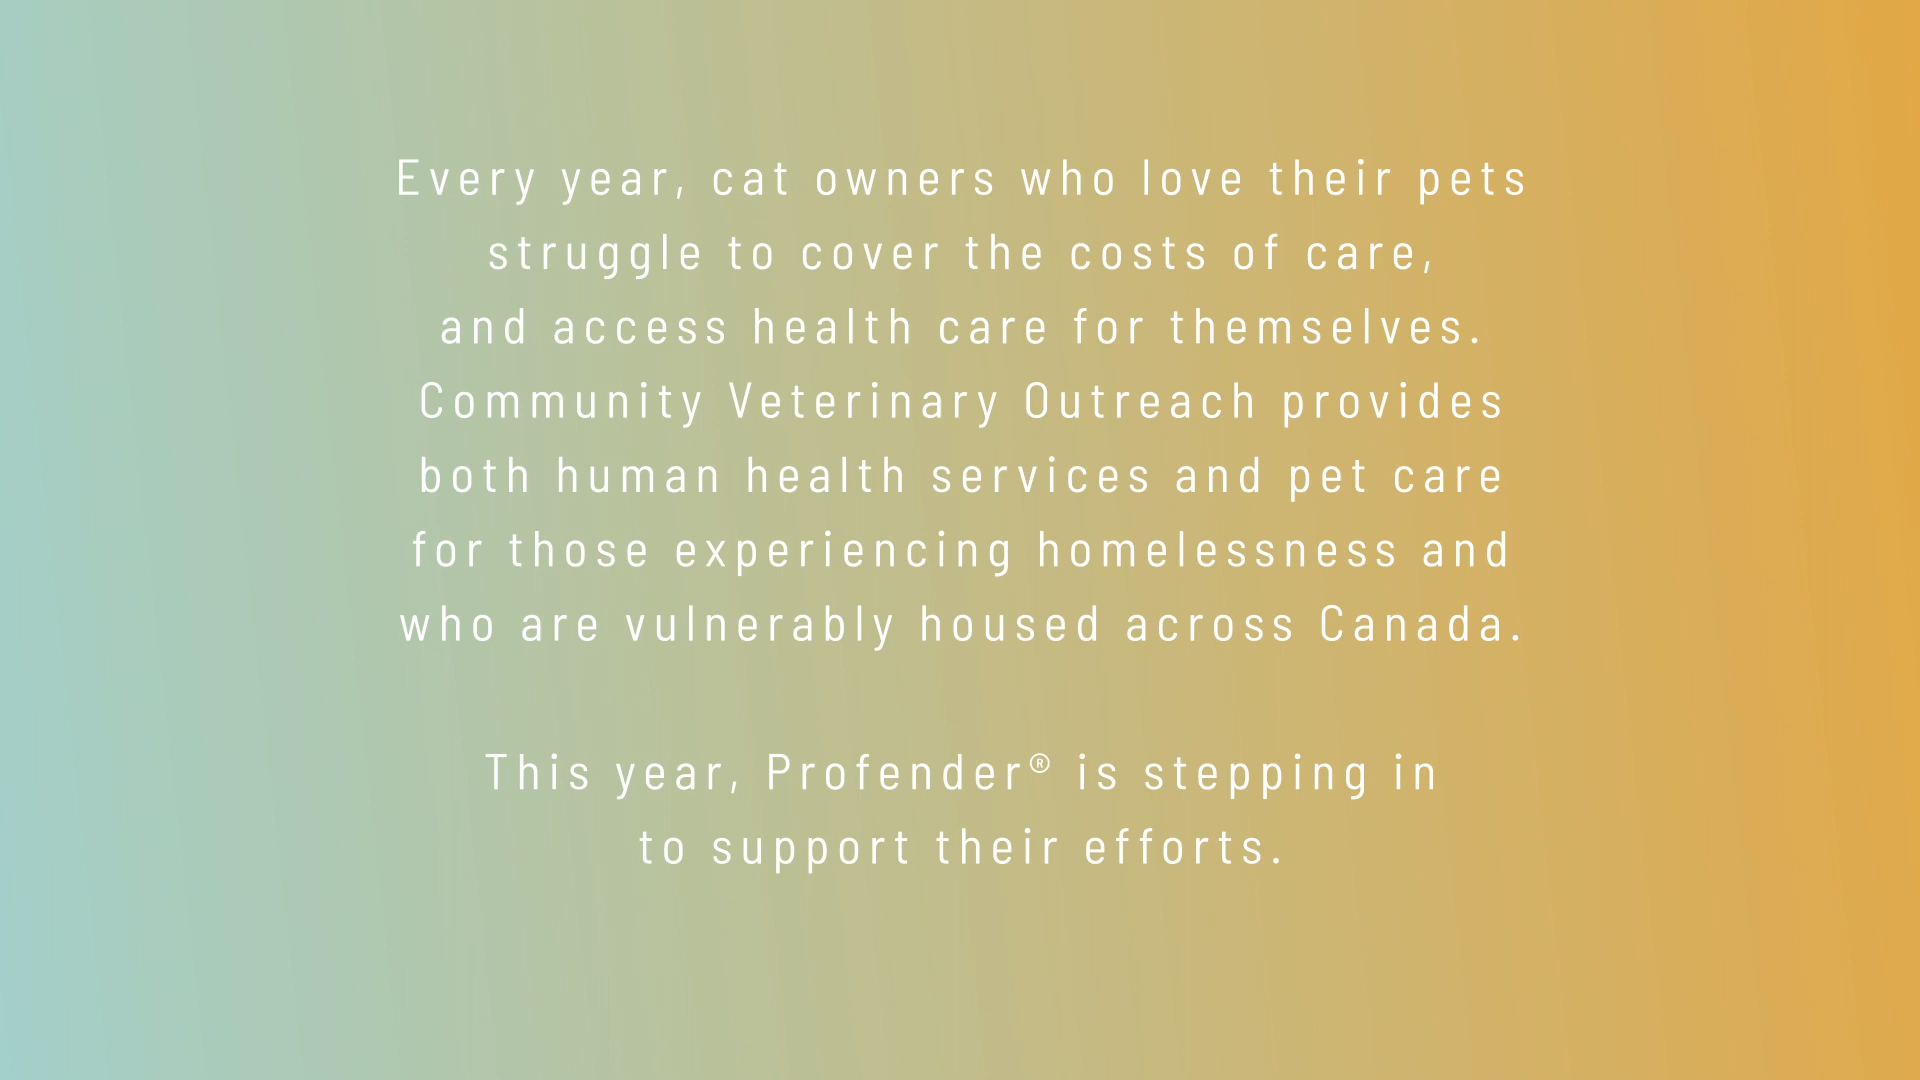 Every year, cat owners who love their pets
struggle to cover the costs of care,
and access health care for themselves.
Community Veterinary Outreach provides
both human health services and pet care
for those experiencing homelessness and
who are vulnerably housed across Canada.
This year, Profender® is stepping in
to support their efforts.